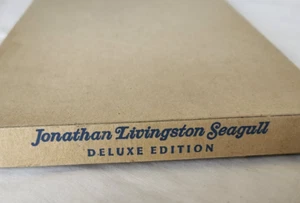 Jonathan Livingston Seagull
DELUXE EDITION